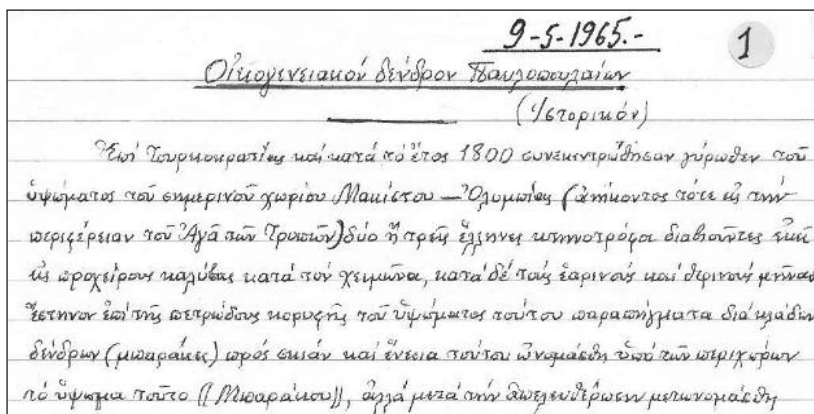 9-5-1965.-
1
Οἰκογενειακόν δένδρον Παυλοπουλαίων
(Ἱστορικόν)
Ἐπί Τουρκοκρατίας καί κατά τό ἔτος 1800 συνεκεντρώθησαν γύρωθεν τοῦ
ὑψώματος τοῦ σημερινοῦ χωρίου Μακίστου – Ὀλυμπίας (ἀνήκοντος τότε εἰς τήν
περιφέρειαν τοῦ Ἀγᾶ τῶν Τρυπῶν) δύο ἤ τρεῖς ἕλληνες κτηνοτρόφοι διαβιοῦντες ἐκεῖ
εἰς προχείρους καλύβας κατά τόν χειμῶνα, κατά δέ τούς ἐαρινούς καί θερινούς μῆνας
ἔστηνον ἐπί τῆς πετρώδους κορυφῆς τοῦ ὑψώματος τούτου παραπήγματα διά κλάδων
δένδρων (μπαράκες) πρός σκιάν καί ἕνεκα τούτου ὠνομάσθη ὑπό τῶν περιχώρων
τό ὕψωμα τοῦτο ((Μπαράκου)), ἀλλά μετά τήν ἀπελευθέρωσιν μετωνομάσθη